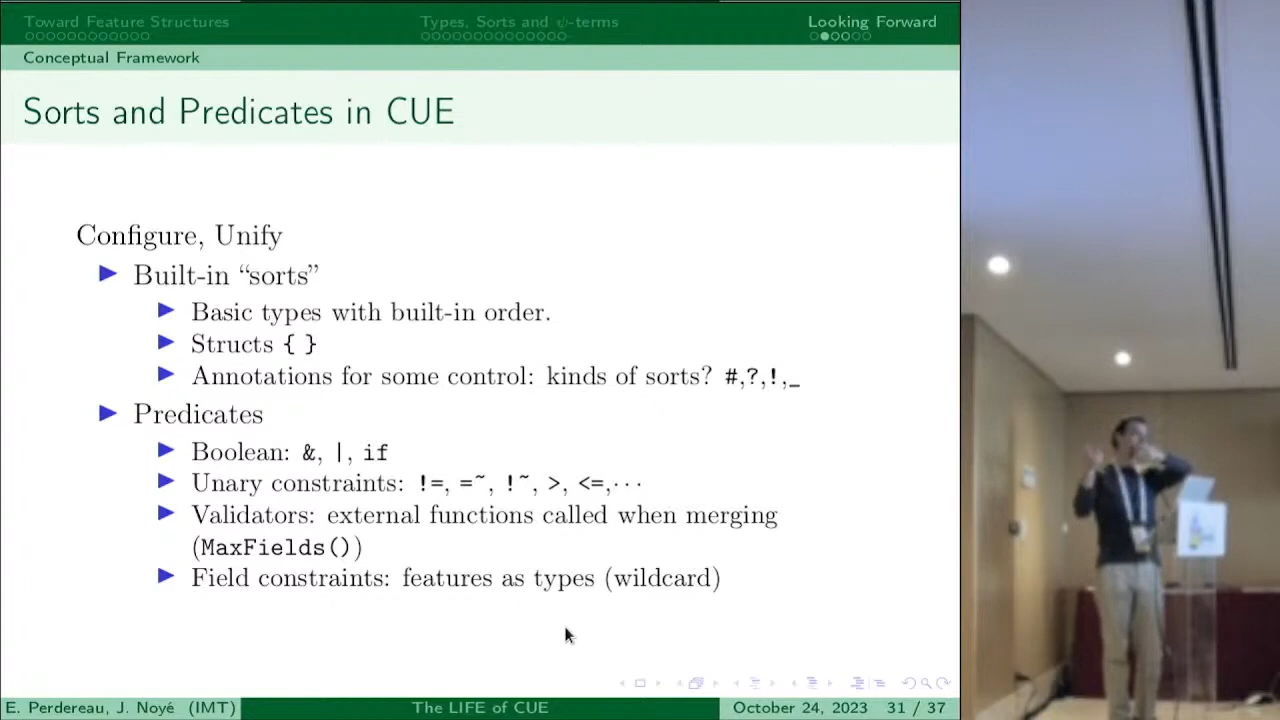 Toward Feature Structures
Types, Sorts and ψ-terms
Looking Forward
Conceptual Framework
Sorts and Predicates in CUE
Configure, Unify
Built-in “sorts”
Basic types with built-in order.
Structs { }
Annotations for some control: kinds of sorts? #,?,!,_
Predicates
Boolean: &, |, if
Unary constraints: !=, =~, !~, >, <=,···
Validators: external functions called when merging
(MaxFields())
Field constraints: features as types (wildcard)
E. Perdereau, J. Noyé (IMT)
The LIFE of CUE
October 24, 2023 31 / 37